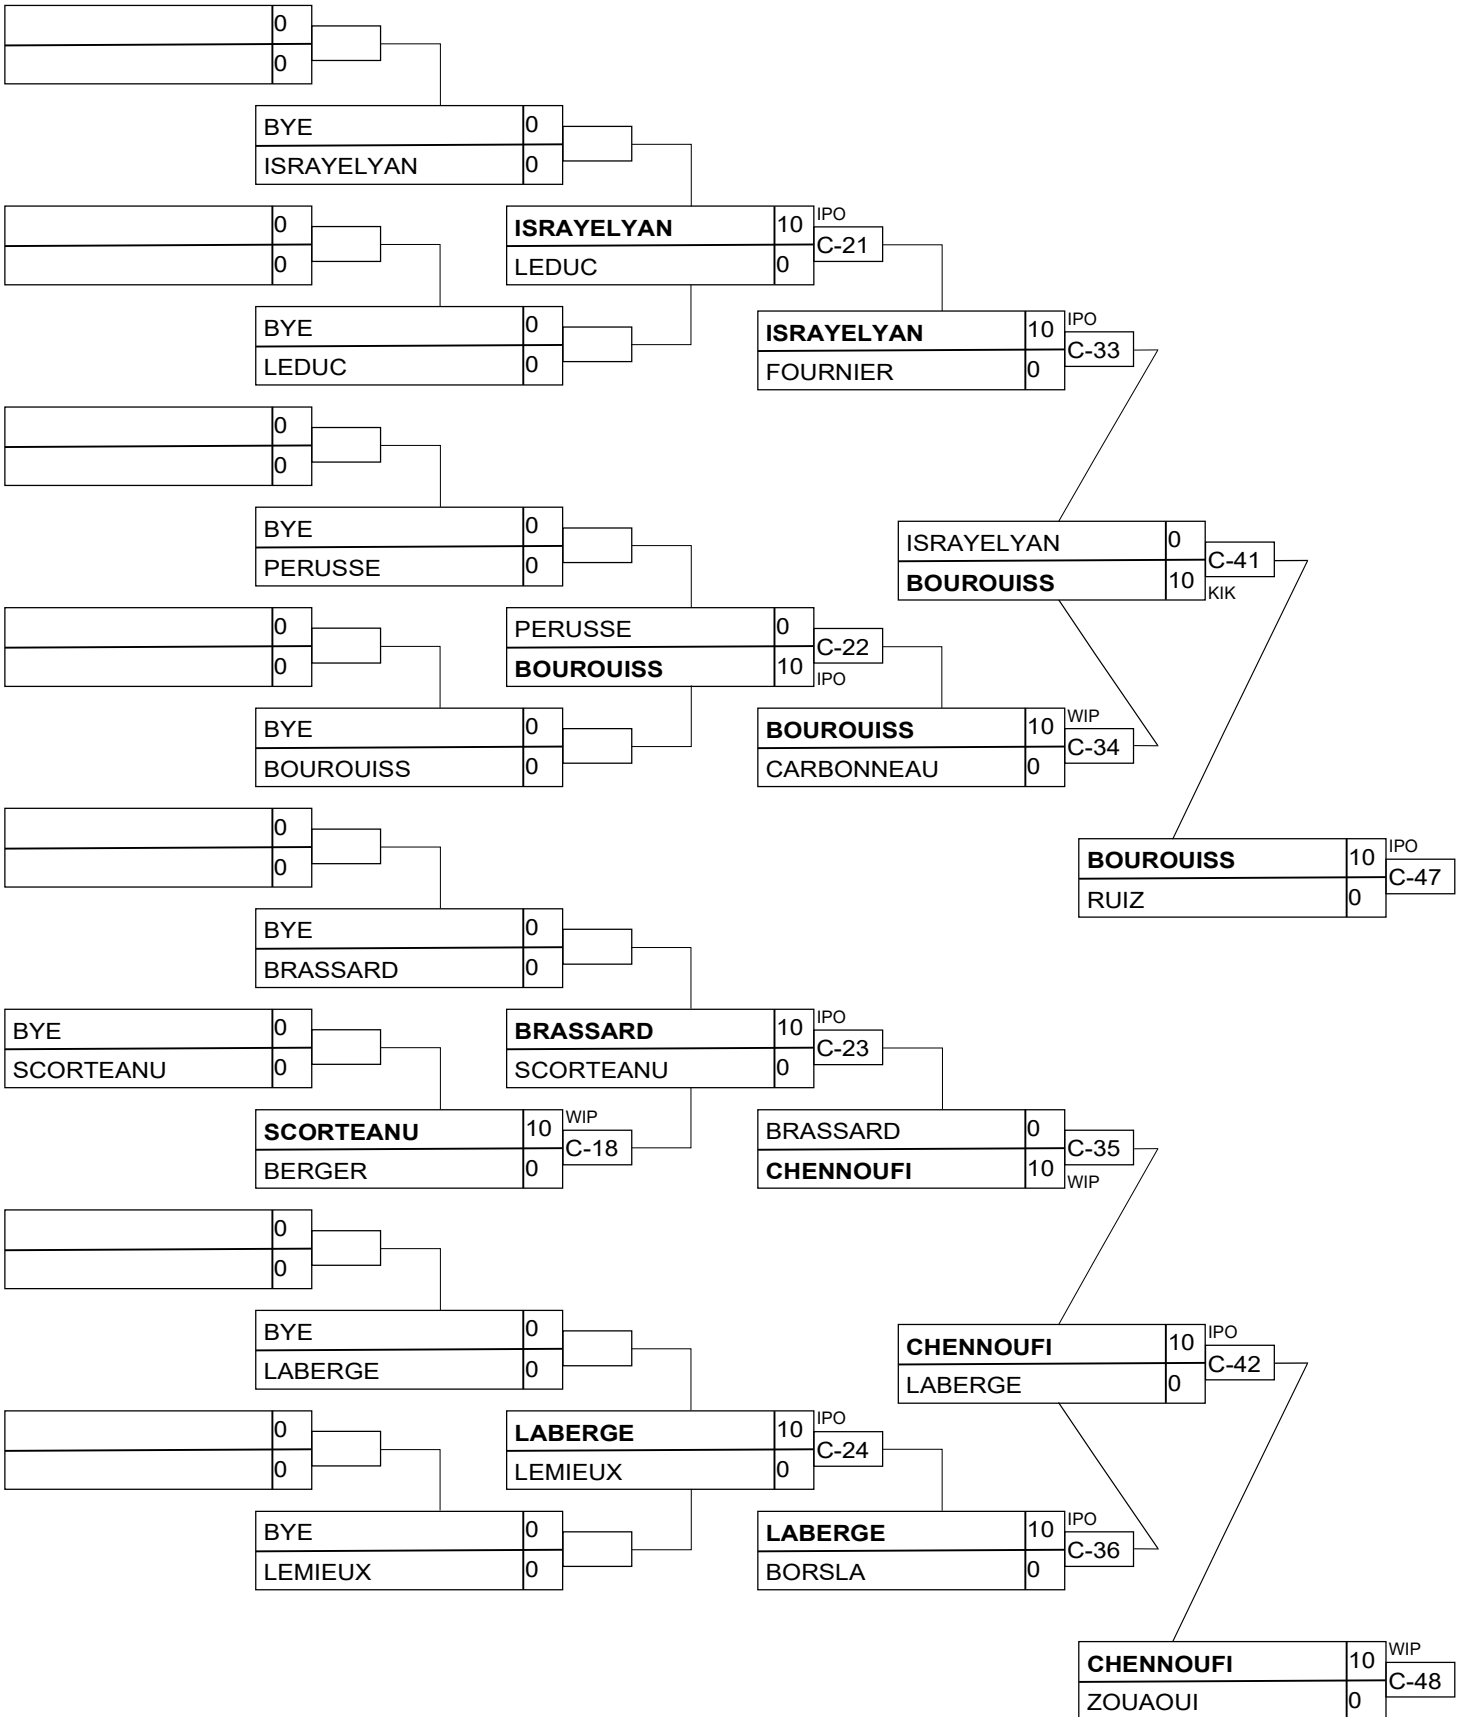 0
0
BYE 0
ISRAYELYAN 0
0
0
ISRAYELYAN 10 IPO
C-21
LEDUC 0
BYE 0
LEDUC 0
ISRAYELYAN 10 IPO
C-33
FOURNIER 0
0
0
BYE 0
PERUSSE 0
ISRAYELYAN 0
C-41
BOUROUISS 10 KIK
0
0
PERUSSE 0
C-22
BOUROUISS 10 IPO
BYE 0
BOUROUISS 0
BOUROUISS 10 WIP
C-34
CARBONNEAU 0
0
0
BOUROUISS 10 IPO
C-47
RUIZ 0
BYE 0
BRASSARD 0
BYE 0
SCORTEANU 0
BRASSARD 10 IPO
C-23
SCORTEANU 0
SCORTEANU 10 WIP
C-18
BERGER 0
BRASSARD 0
C-35
CHENNOUFI 10 WIP
0
0
BYE 0
LABERGE 0
CHENNOUFI 10 IPO
C-42
LABERGE 0
0
0
LABERGE 10 IPO
C-24
LEMIEUX 0
BYE 0
LEMIEUX 0
LABERGE 10 IPO
C-36
BORSLA 0
CHENNOUFI 10 WIP
C-48
ZOUAOUI 0